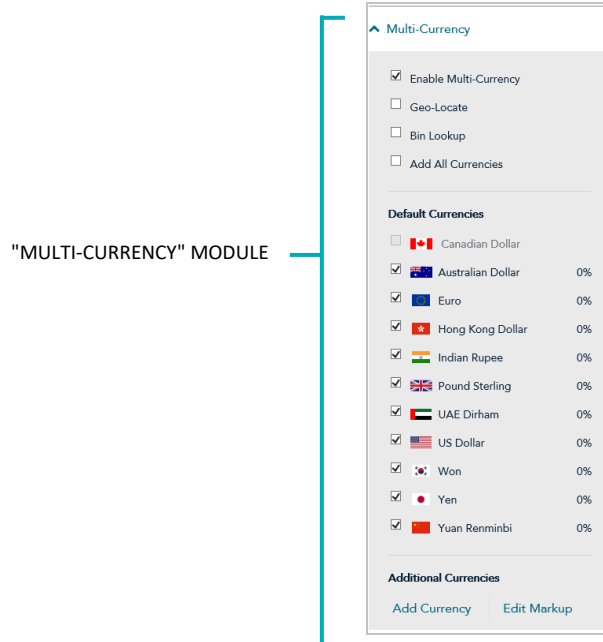 "MULTI-CURRENCY" MODULE
Multi-Currency
Enable Multi-Currency
Geo-Locate
Bin Lookup
Add All Currencies
Default Currencies
Canadian Dollar
Australian Dollar 0%
Euro 0%
Hong Kong Dollar 0%
Indian Rupee 0%
Pound Sterling 0%
UAE Dirham 0%
US Dollar 0%
Won 0%
Yen 0%
Yuan Renminbi 0%
Additional Currencies
Add Currency Edit Markup